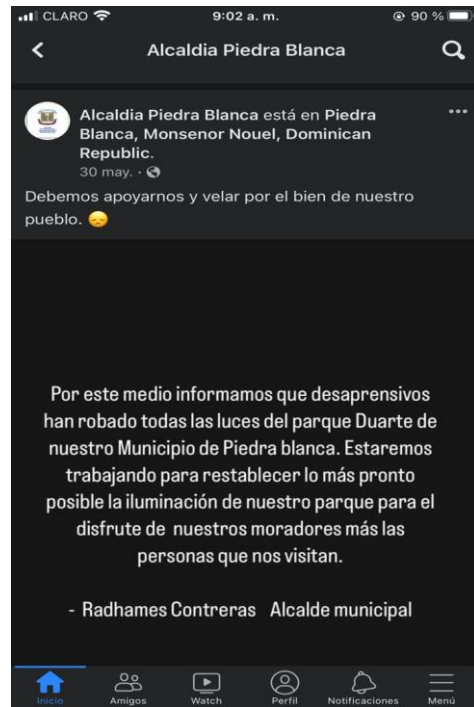 CLARO
9:02 a. m.
90 %
Alcaldia Piedra Blanca
Alcaldia Piedra Blanca está en Piedra
Blanca, Monsenor Nouel, Dominican
Republic.
30 may. ·
Debemos apoyarnos y velar por el bien de nuestro
pueblo. 😞
Por este medio informamos que desaprensivos
han robado todas las luces del parque Duarte de
nuestro Municipio de Piedra blanca. Estaremos
trabajando para restablecer lo más pronto
posible la iluminación de nuestro parque para el
disfrute de nuestros moradores más las
personas que nos visitan.
- Radhames Contreras Alcalde municipal
Inicio
Amigos
Watch
Perfil
Notificaciones
Menú